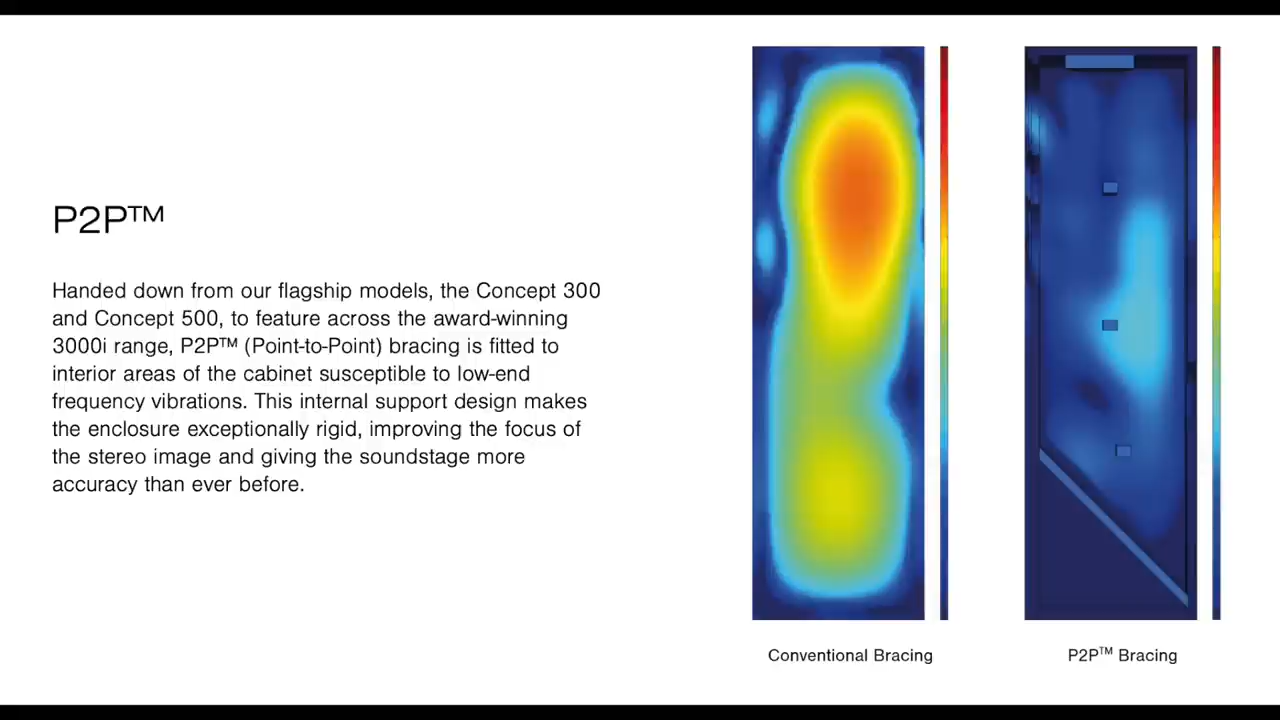 P2P™
Handed down from our flagship models, the Concept 300
and Concept 500, to feature across the award-winning
3000i range, P2P™ (Point-to-Point) bracing is fitted to
interior areas of the cabinet susceptible to low-end
frequency vibrations. This internal support design makes
the enclosure exceptionally rigid, improving the focus of
the stereo image and giving the soundstage more
accuracy than ever before.
Conventional Bracing
P2P™ Bracing